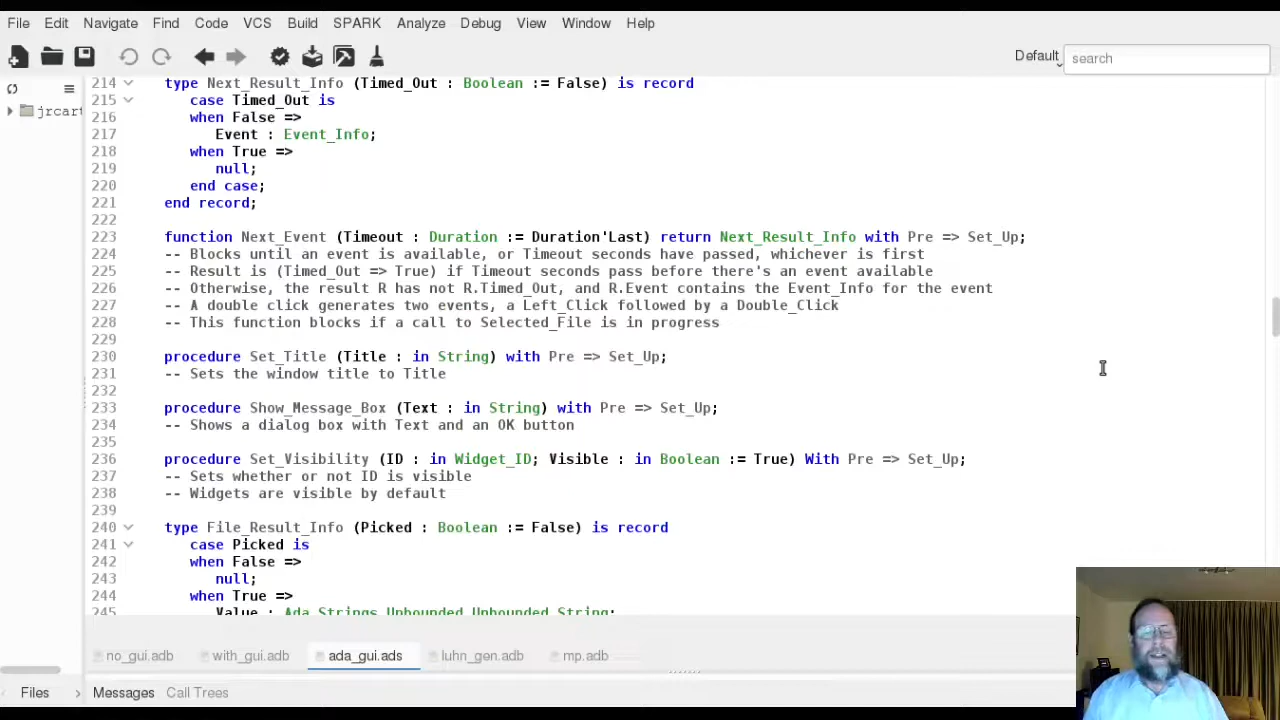 File Edit Navigate Find Code VCS Build SPARK Analyze Debug View Window Help
Default search
jrcart
214 type Next_Result_Info (Timed_Out : Boolean := False) is record
215 case Timed_Out is
216 when False =>
217 Event : Event_Info;
218 when True =>
219 null;
220 end case;
221 end record;
222
223 function Next_Event (Timeout : Duration := Duration'Last) return Next_Result_Info with Pre => Set_Up;
224 -- Blocks until an event is available, or Timeout seconds have passed, whichever is first
225 -- Result is (Timed_Out => True) if Timeout seconds pass before there's an event available
226 -- Otherwise, the result R has not R.Timed_Out, and R.Event contains the Event_Info for the event
227 -- A double click generates two events, a Left_Click followed by a Double_Click
228 -- This function blocks if a call to Selected_File is in progress
229
230 procedure Set_Title (Title : in String) with Pre => Set_Up;
231 -- Sets the window title to Title
232
233 procedure Show_Message_Box (Text : in String) with Pre => Set_Up;
234 -- Shows a dialog box with Text and an OK button
235
236 procedure Set_Visibility (ID : in Widget_ID; Visible : in Boolean := True) With Pre => Set_Up;
237 -- Sets whether or not ID is visible
238 -- Widgets are visible by default
239
240 type File_Result_Info (Picked : Boolean := False) is record
241 case Picked is
242 when False =>
243 null;
244 when True =>
245 Value : Ada.Strings.Unbounded.Unbounded_String;
no_gui.adb with_gui.adb ada_gui.ads luhn_gen.adb mp.adb
Files Messages Call Trees